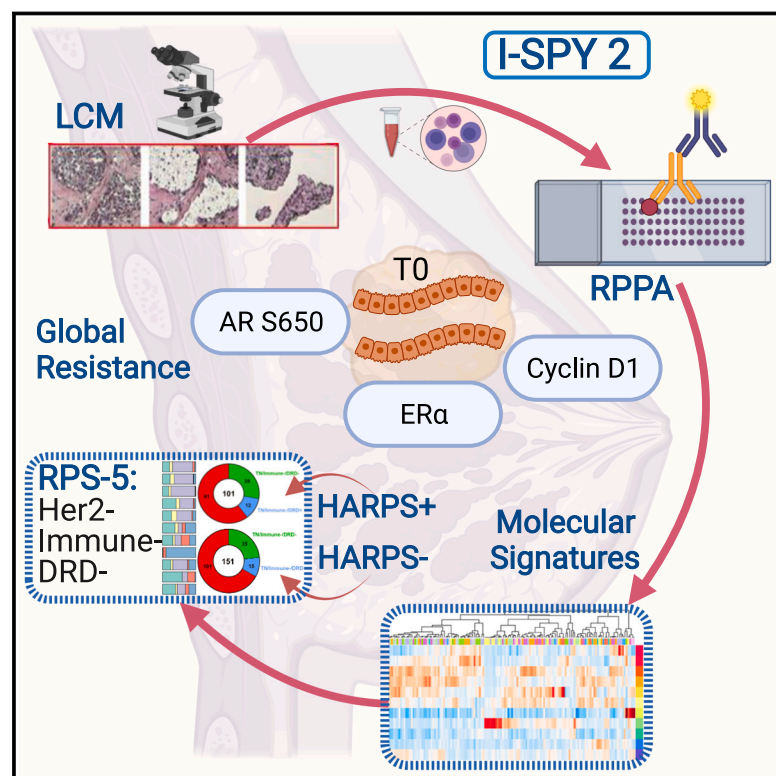 I-SPY 2
LCM
RPPA
T0
AR S650
Cyclin D1
ERα
Global
Resistance
RPS-5:
Her2-
Immune-
DRD-
101
151
HARPS+
HARPS-
Molecular
Signatures